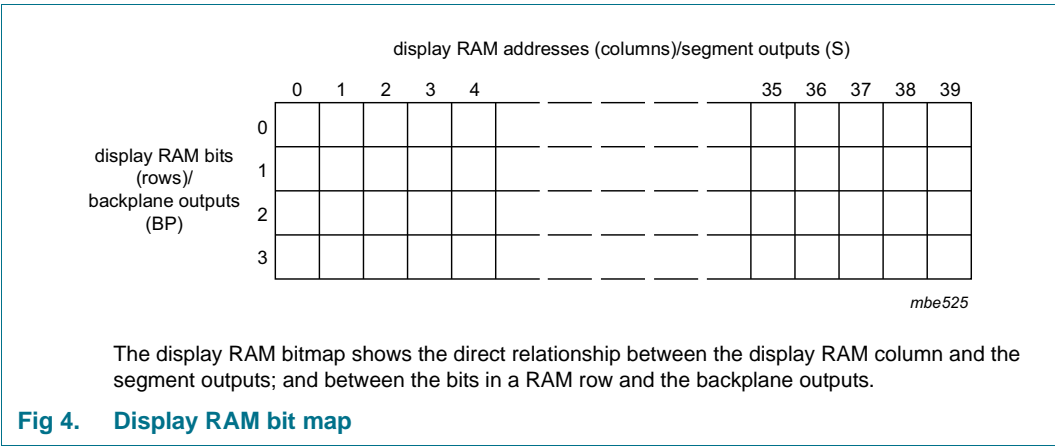 display RAM addresses (columns)/segment outputs (S)
0 1 2 3 4 35 36 37 38 39
0
display RAM bits
1
(rows)/
backplane outputs
2
(BP)
3
mbe525
The display RAM bitmap shows the direct relationship between the display RAM column and the
segment outputs; and between the bits in a RAM row and the backplane outputs.
Fig 4. Display RAM bit map